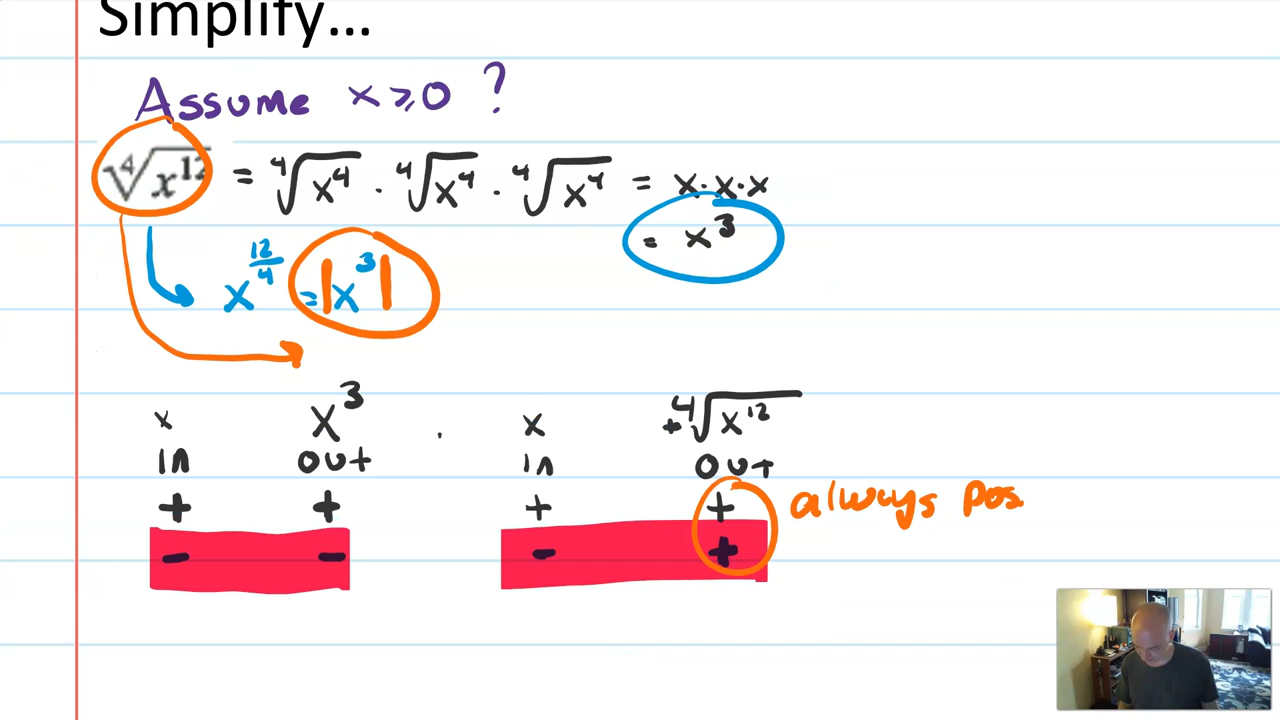 Simplify...
Assume x ≥ 0 ?
⁴√x¹² = ⁴√x⁴ · ⁴√x⁴ · ⁴√x⁴ = x·x·x
= x³
x^(12/4) = |x³|
x x³ . x +⁴√x¹²
in out in out
+ + + + always pos.
- - - +